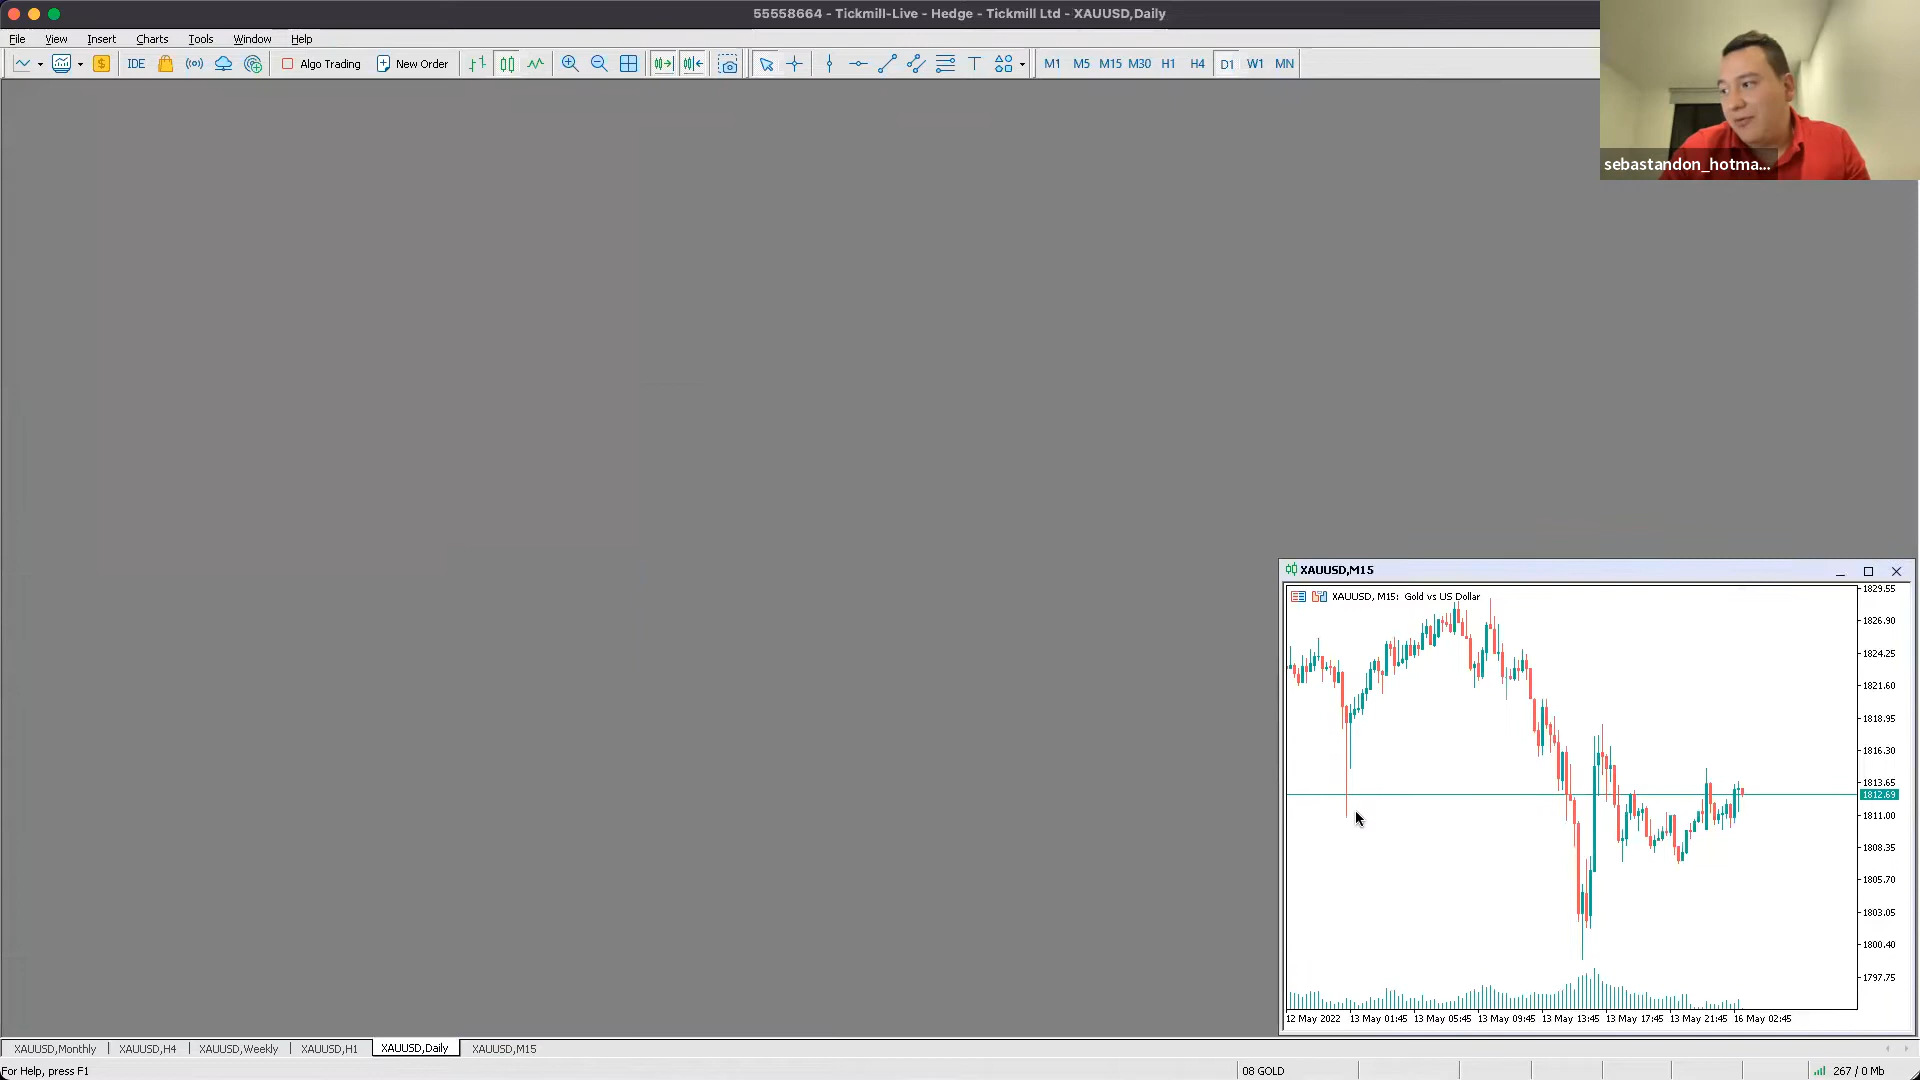 55558664 - Tickmill-Live - Hedge - Tickmill Ltd - XAUUSD,Daily
File View Insert Charts Tools Window Help
IDE Algo Trading New Order T M1 M5 M15 M30 H1 H4 D1 W1 MN
sebastandon_hotma...
XAUUSD,M15
XAUUSD, M15: Gold vs US Dollar
1829.55
1826.90
1824.25
1821.60
1818.95
1816.30
1813.65
1812.69
1811.00
1808.35
1805.70
1803.05
1800.40
1797.75
12 May 2022 13 May 01:45 13 May 05:45 13 May 09:45 13 May 13:45 13 May 17:45 13 May 21:45 16 May 02:45
XAUUSD,Monthly XAUUSD,H4 XAUUSD,Weekly XAUUSD,H1 XAUUSD,Daily XAUUSD,M15
For Help, press F1 08 GOLD 267 / 0 Mb